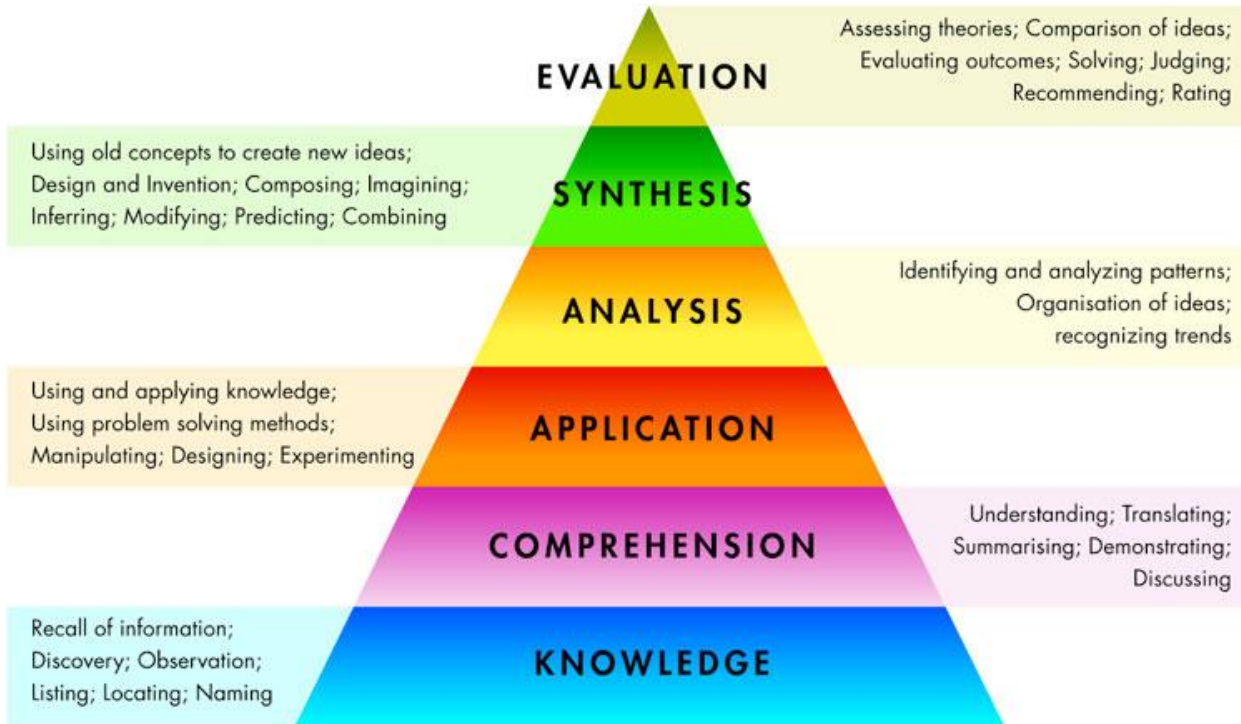 EVALUATION
Assessing theories; Comparison of ideas;
Evaluating outcomes; Solving; Judging;
Recommending; Rating
Using old concepts to create new ideas;
Design and Invention; Composing; Imagining;
Inferring; Modifying; Predicting; Combining
SYNTHESIS
ANALYSIS
Identifying and analyzing patterns;
Organisation of ideas;
recognizing trends
Using and applying knowledge;
Using problem solving methods;
Manipulating; Designing; Experimenting
APPLICATION
COMPREHENSION
Understanding; Translating;
Summarising; Demonstrating;
Discussing
Recall of information;
Discovery; Observation;
Listing; Locating; Naming
KNOWLEDGE